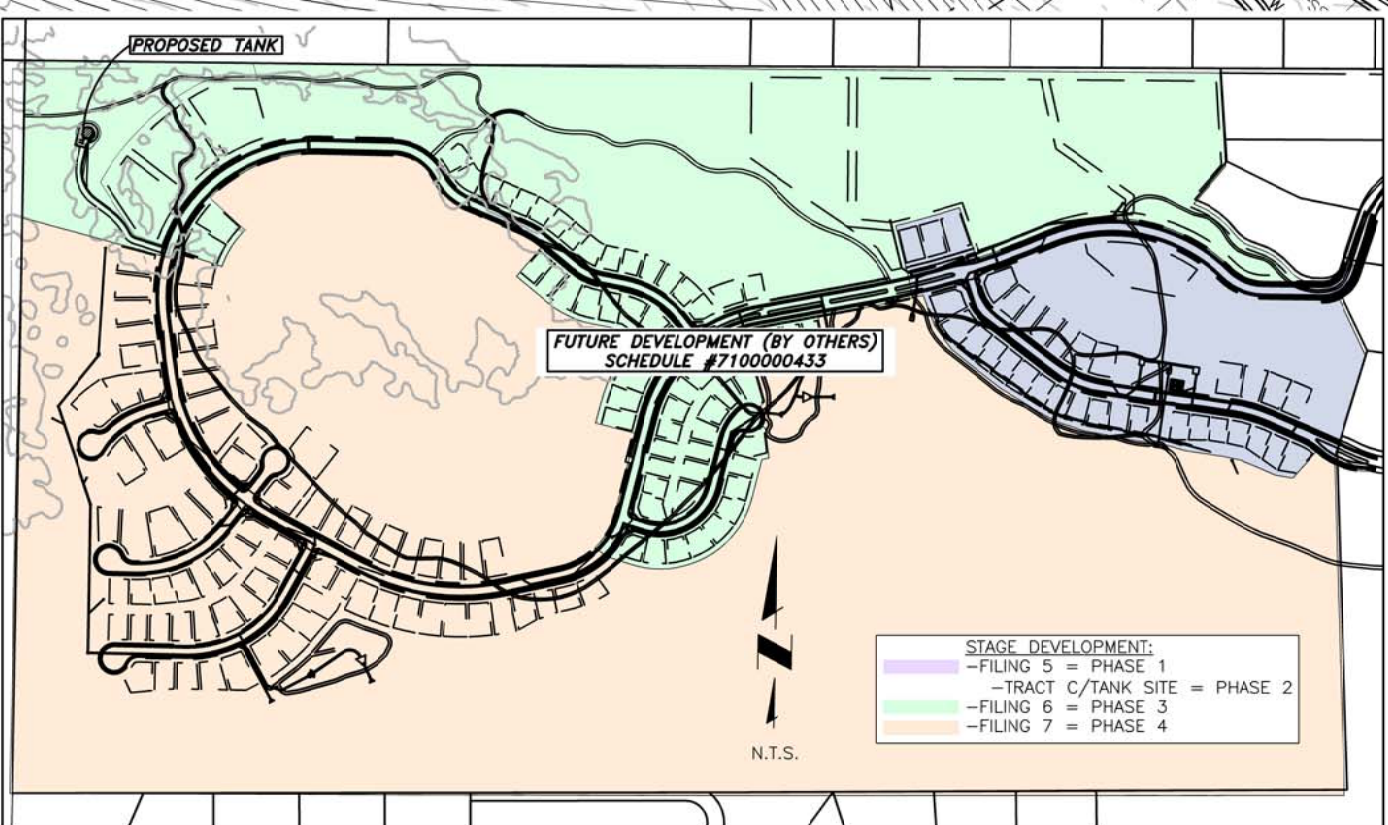 PROPOSED TANK
FUTURE DEVELOPMENT (BY OTHERS)
SCHEDULE #7100000433
STAGE DEVELOPMENT:
-FILING 5 = PHASE 1
-TRACT C/TANK SITE = PHASE 2
-FILING 6 = PHASE 3
-FILING 7 = PHASE 4
N
N.T.S.